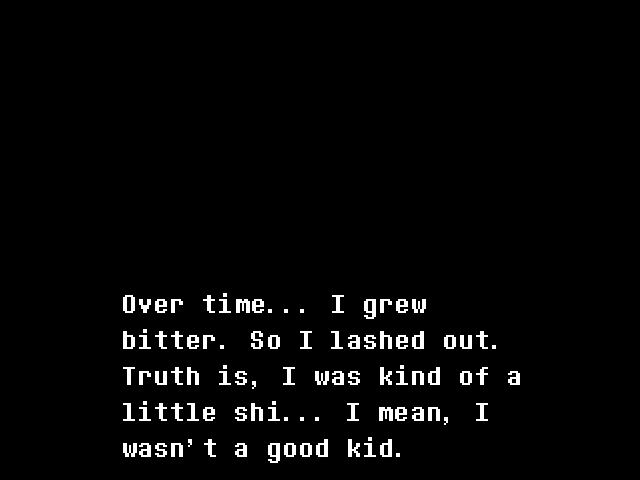 Over time... I grew
bitter. So I lashed out.
Truth is, I was kind of a
little shi... I mean, I
wasn't a good kid.